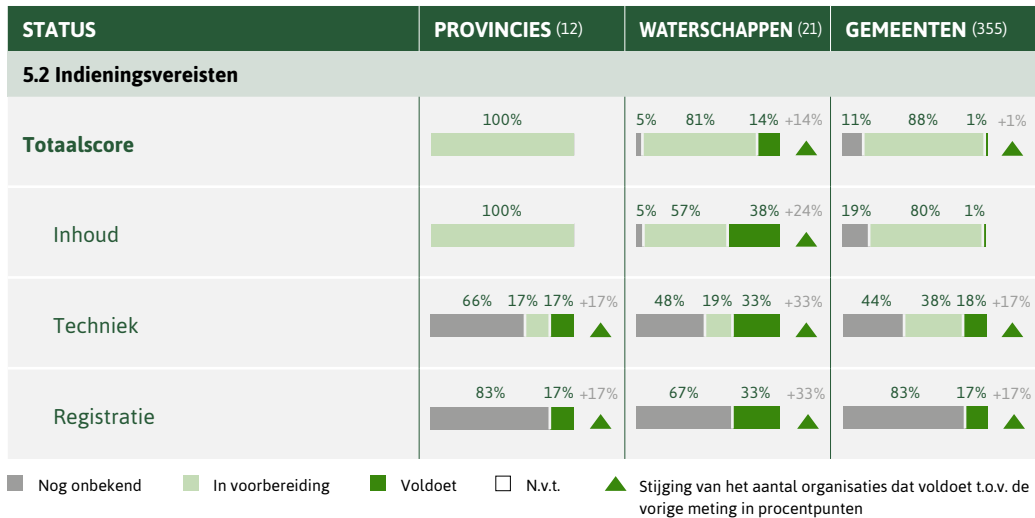 STATUS PROVINCIES (12) WATERSCHAPPEN (21) GEMEENTEN (355)
5.2 Indieningsvereisten
100% 5% 81% 14% +14% 11% 88% 1% +1%
Totaalscore
100% 5% 57% 38% +24% 19% 80% 1%
Inhoud
66% 17% 17% +17% 48% 19% 33% +33% 44% 38% 18% +17%
Techniek
83% 17% +17% 67% 33% +33% 83% 17% +17%
Registratie
Nog onbekend In voorbereiding Voldoet N.v.t. Stijging van het aantal organisaties dat voldoet t.o.v. de
vorige meting in procentpunten